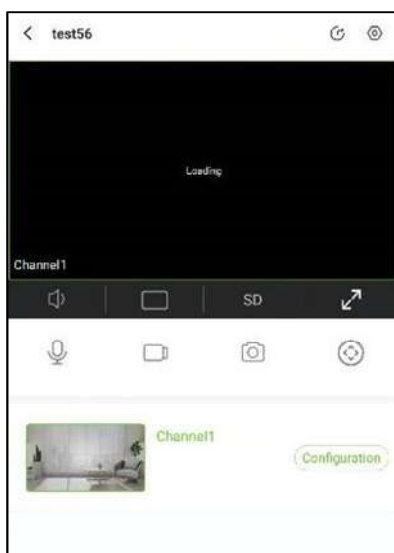 test56
Loading
Channel1
SD
Channel1
Configuration